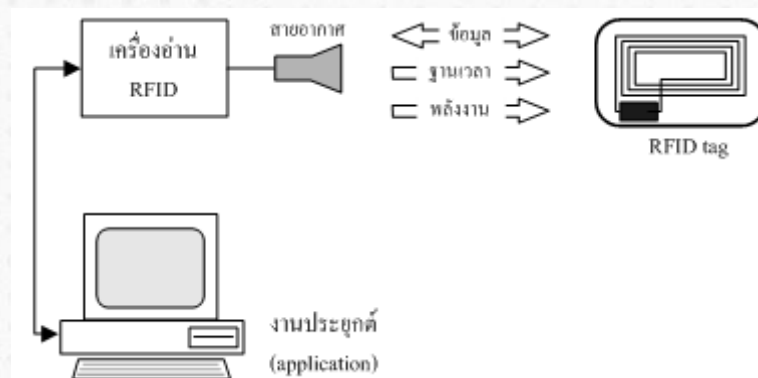 เครื่องอ่าน
RFID
สายอากาศ
ข้อมูล
ฐานเวลา
พลังงาน
RFID tag
งานประยุกต์
(application)